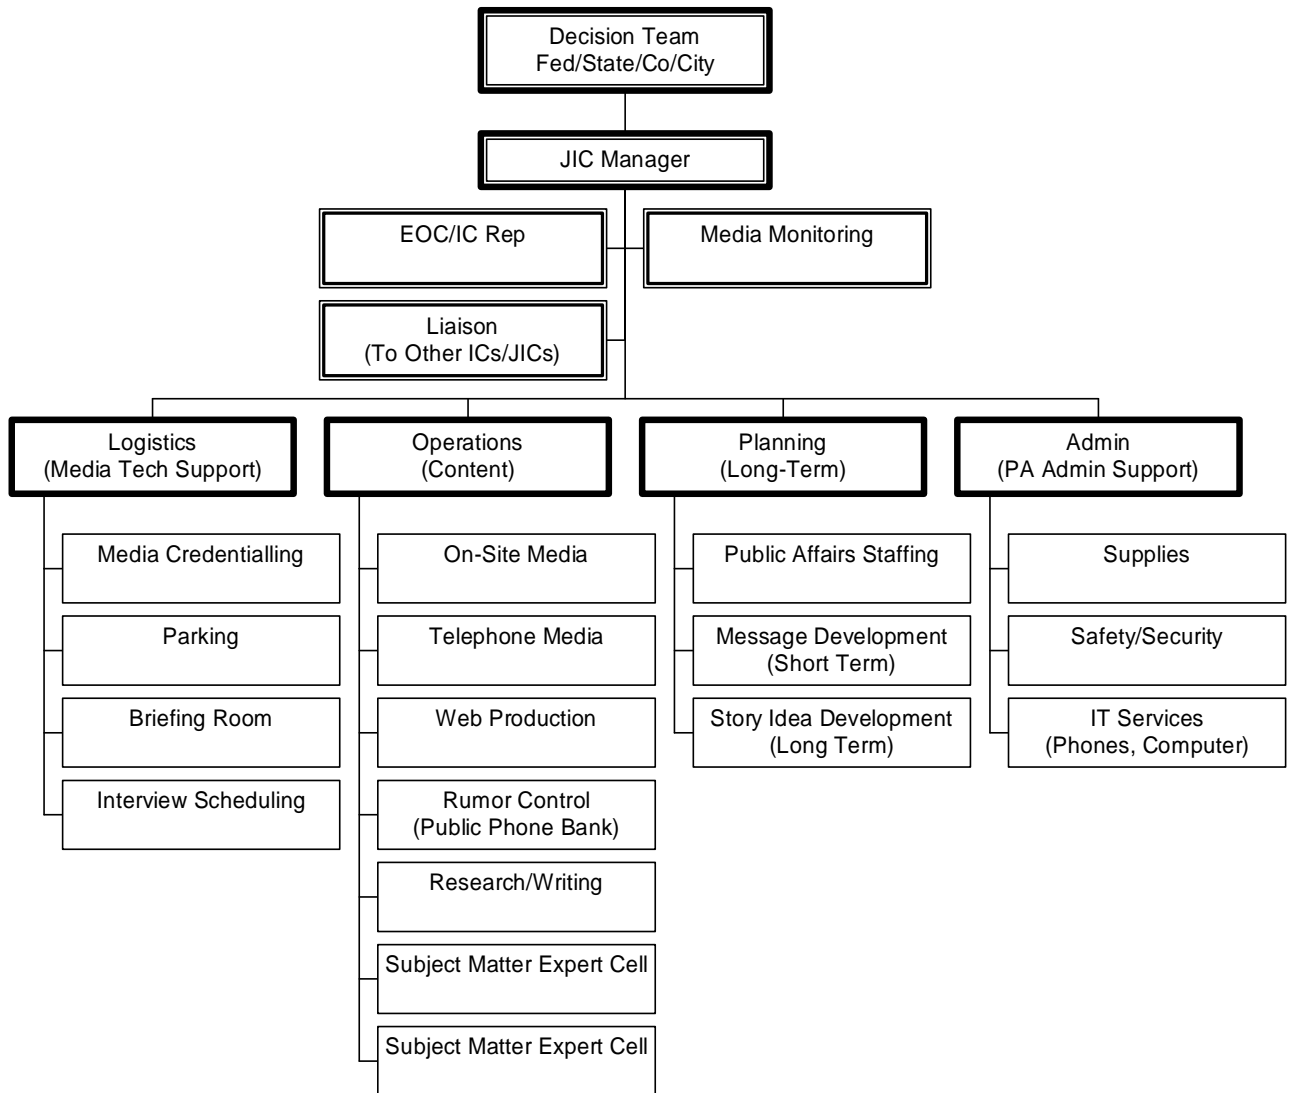 Decision Team
Fed/State/Co/City
JIC Manager
EOC/IC Rep
Media Monitoring
Liaison
(To Other ICs/JICs)
Logistics
(Media Tech Support)
Operations
(Content)
Planning
(Long-Term)
Admin
(PA Admin Support)
Media Credentialling
Parking
Briefing Room
Interview Scheduling
On-Site Media
Telephone Media
Web Production
Rumor Control
(Public Phone Bank)
Research/Writing
Subject Matter Expert Cell
Subject Matter Expert Cell
Public Affairs Staffing
Message Development
(Short Term)
Story Idea Development
(Long Term)
Supplies
Safety/Security
IT Services
(Phones, Computer)